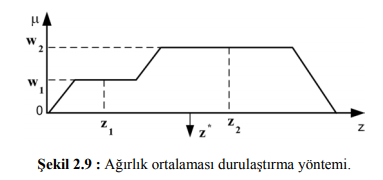 μ
w₂
w₁
0
z₁
z*
z₂
z
Şekil 2.9 : Ağırlık ortalaması durulaştırma yöntemi.